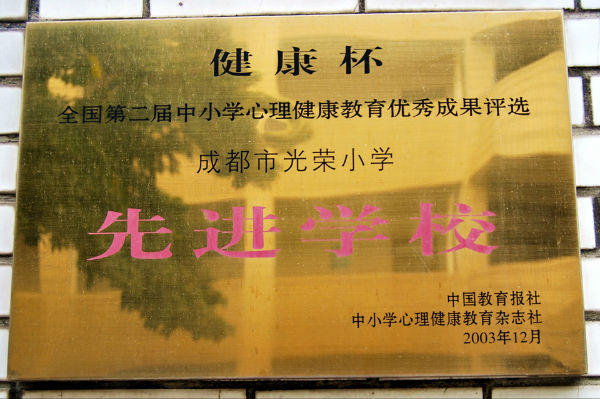 健康杯
全国第二届中小学心理健康教育优秀成果评选
成都市光荣小学
先进学校
中国教育报社
中小学心理健康教育杂志社
2003年12月